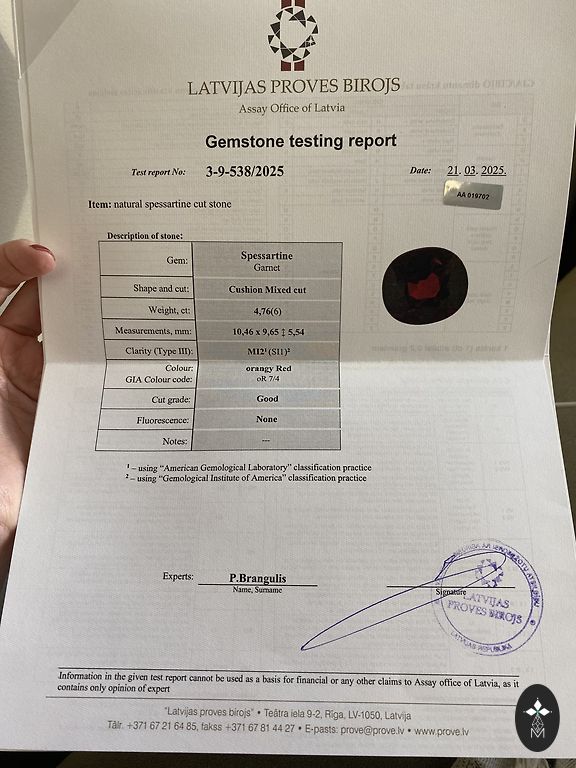 LATVIJAS PROVES BIROJS
Assay Office of Latvia
Gemstone testing report
Test report No: 3-9-538/2025 Date: 21. 03. 2025.
AA 019702
Item: natural spessartine cut stone
Description of stone:
Gem: Spessartine
Garnet
Shape and cut: Cushion Mixed cut
Weight, ct: 4,76(6)
Measurements, mm: 10,46 x 9,65 ↕ 5,54
Clarity (Type III): MI2¹ (SI1)²
Colour: orangy Red
GIA Colour code: oR 7/4
Cut grade: Good
Fluorescence: None
Notes: ---
¹ – using “American Gemological Laboratory” classification practice
² – using “Gemological Institute of America” classification practice
Experts: P.Brangulis
Name, Surname
Signature
LATVIJAS
PROVES BIROJS
LATVIJAS REPUBLIKA
Information in the given test report cannot be used as a basis for financial or any other claims to Assay office of Latvia, as it
contains only opinion of expert
"Latvijas proves birojs" • Teātra iela 9-2, Rīga, LV-1050, Latvija
Tālr. +371 67 21 64 85, fakss +371 67 81 44 27 • E-pasts: prove@prove.lv • www.prove.lv